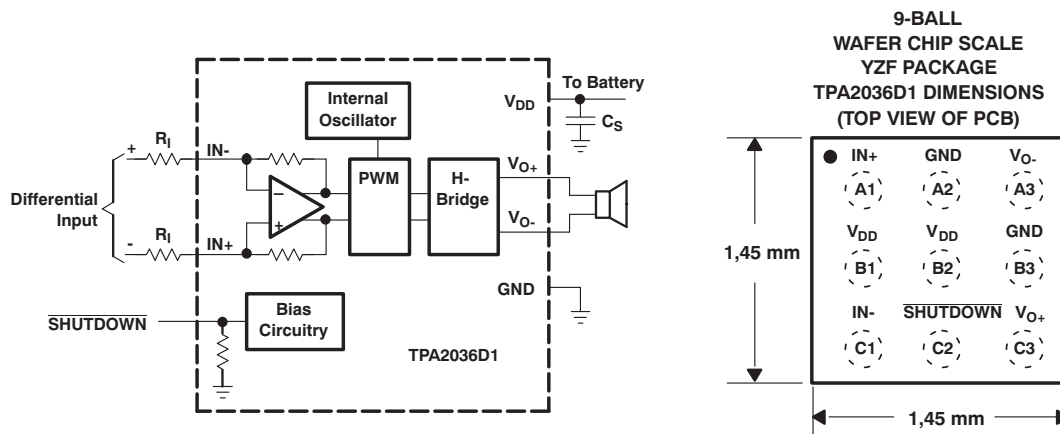 To Battery
Internal
Oscillator
VDD
CS
+
RI
IN-
VO+
Differential
Input
PWM
H-
Bridge
−
+
VO-
-
RI
IN+
GND
SHUTDOWN
Bias
Circuitry
TPA2036D1
9-BALL
WAFER CHIP SCALE
YZF PACKAGE
TPA2036D1 DIMENSIONS
(TOP VIEW OF PCB)
IN+ GND VO-
A1 A2 A3
VDD VDD GND
B1 B2 B3
1,45 mm
IN- SHUTDOWN VO+
C1 C2 C3
1,45 mm